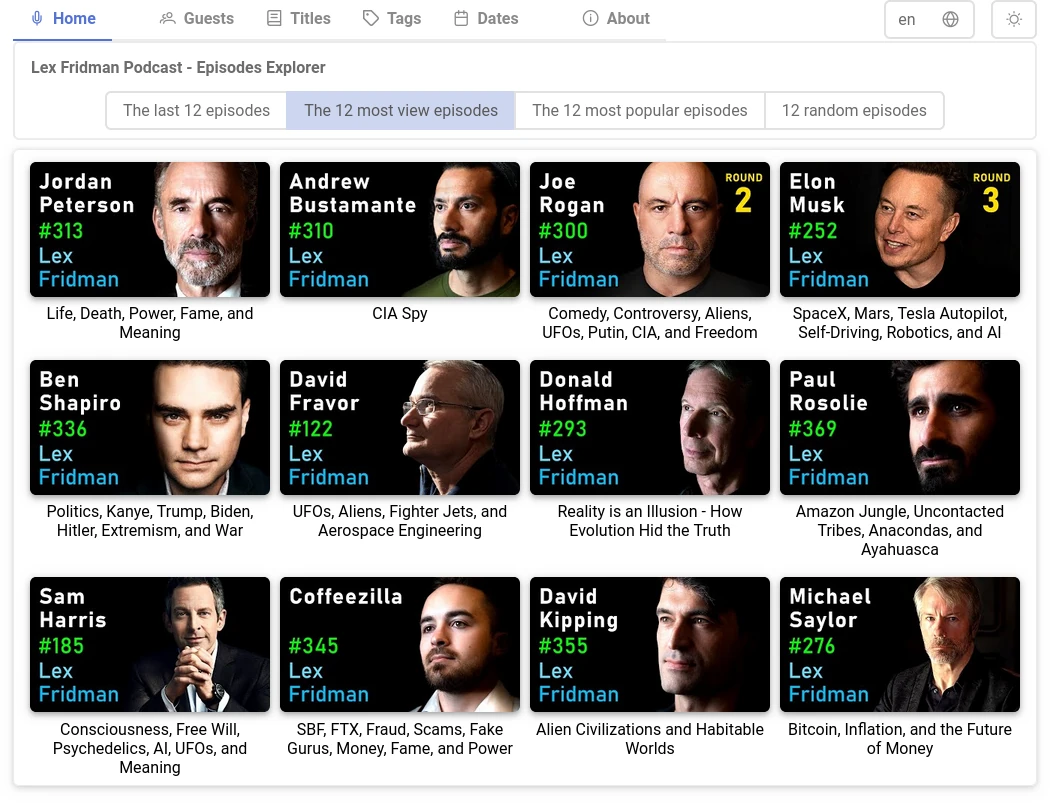 Home
Guests
Titles
Tags
Dates
About
en
Lex Fridman Podcast - Episodes Explorer
The last 12 episodes
The 12 most view episodes
The 12 most popular episodes
12 random episodes
Jordan
Peterson
#313
Lex
Fridman
Life, Death, Power, Fame, and
Meaning
Andrew
Bustamante
#310
Lex
Fridman
CIA Spy
Joe
Rogan
#300
Lex
Fridman
ROUND
2
Comedy, Controversy, Aliens,
UFOs, Putin, CIA, and Freedom
Elon
Musk
#252
Lex
Fridman
ROUND
3
SpaceX, Mars, Tesla Autopilot,
Self-Driving, Robotics, and AI
Ben
Shapiro
#336
Lex
Fridman
Politics, Kanye, Trump, Biden,
Hitler, Extremism, and War
David
Fravor
#122
Lex
Fridman
UFOs, Aliens, Fighter Jets, and
Aerospace Engineering
Donald
Hoffman
#293
Lex
Fridman
Reality is an Illusion - How
Evolution Hid the Truth
Paul
Rosolie
#369
Lex
Fridman
Amazon Jungle, Uncontacted
Tribes, Anacondas, and
Ayahuasca
Sam
Harris
#185
Lex
Fridman
Consciousness, Free Will,
Psychedelics, AI, UFOs, and
Meaning
Coffeezilla
#345
Lex
Fridman
SBF, FTX, Fraud, Scams, Fake
Gurus, Money, Fame, and Power
David
Kipping
#355
Lex
Fridman
Alien Civilizations and Habitable
Worlds
Michael
Saylor
#276
Lex
Fridman
Bitcoin, Inflation, and the Future
of Money